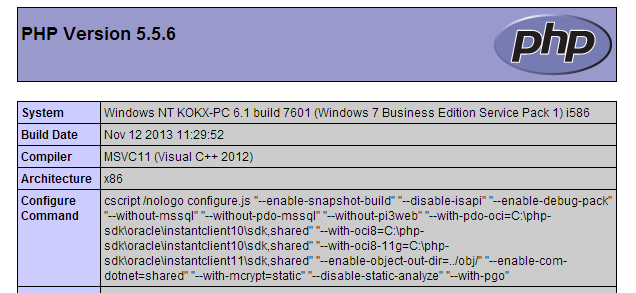 PHP Version 5.5.6
php
System Windows NT KOKX-PC 6.1 build 7601 (Windows 7 Business Edition Service Pack 1) i586
Build Date Nov 12 2013 11:29:52
Compiler MSVC11 (Visual C++ 2012)
Architecture x86
Configure Command cscript /nologo configure.js "--enable-snapshot-build" "--disable-isapi" "--enable-debug-pack"
"--without-mssql" "--without-pdo-mssql" "--without-pi3web" "--with-pdo-oci=C:\php-
sdk\oracle\instantclient10\sdk,shared" "--with-oci8=C:\php-
sdk\oracle\instantclient10\sdk,shared" "--with-oci8-11g=C:\php-
sdk\oracle\instantclient11\sdk,shared" "--enable-object-out-dir=../obj/" "--enable-com-
dotnet=shared" "--with-mcrypt=static" "--disable-static-analyze" "--with-pgo"